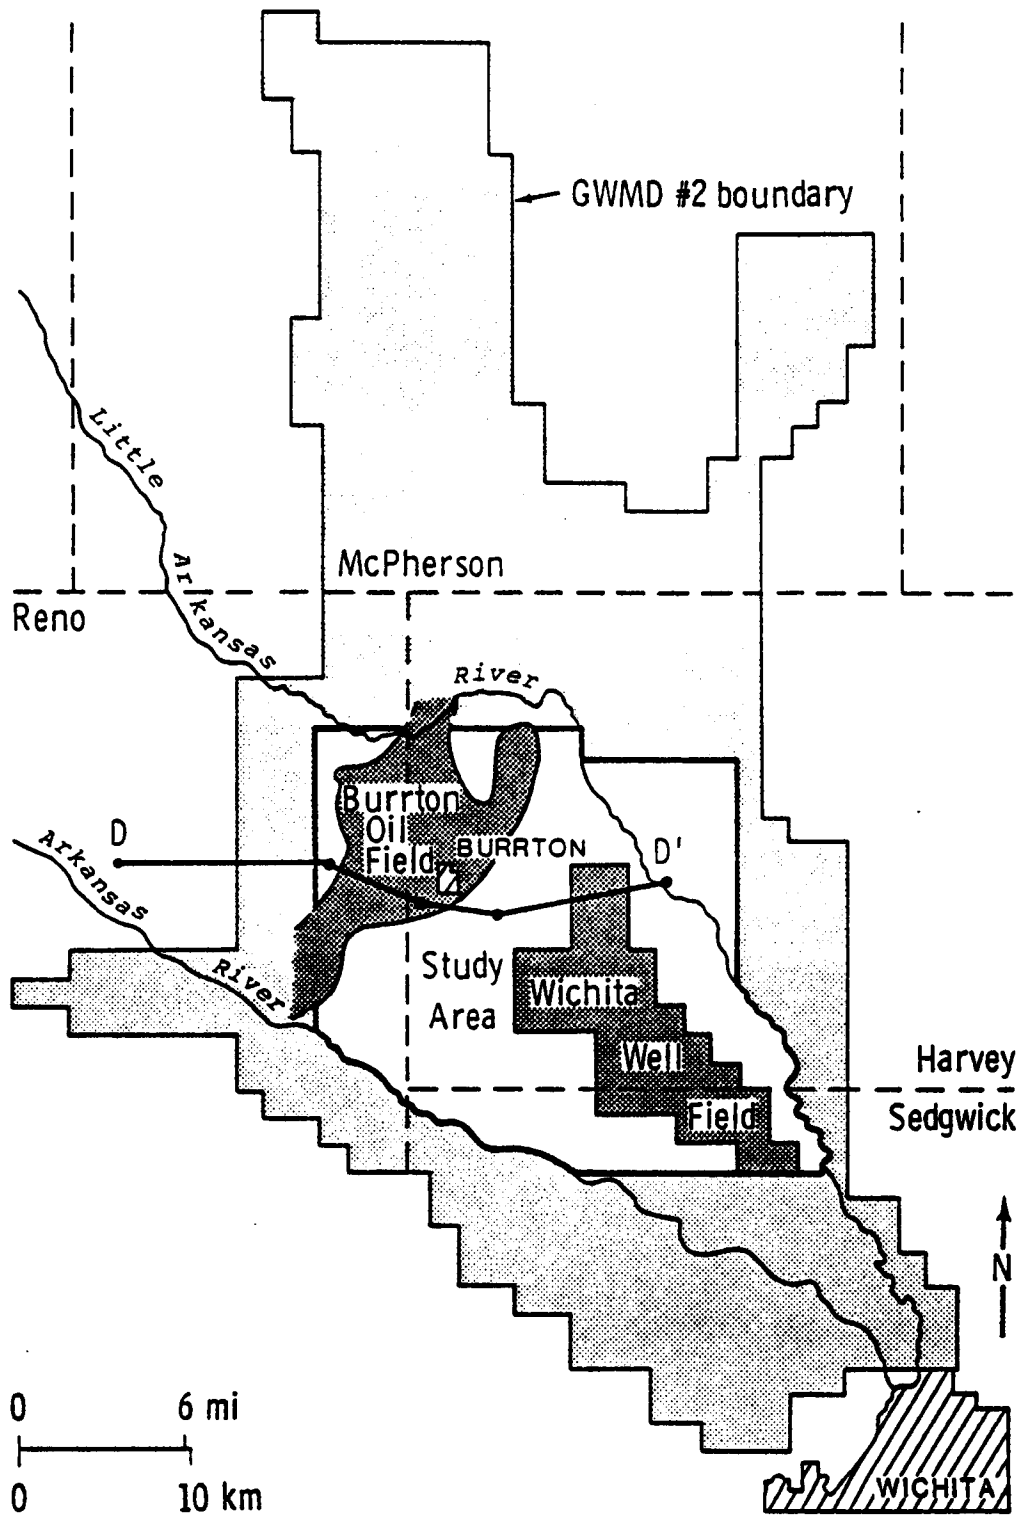 GWMD #2 boundary
Little
Arkansas
River
McPherson
Reno
Burrton
Oil
Field
BURRTON
D
D'
Arkansas
River
Study
Area
Wichita
Well
Field
Harvey
Sedgwick
N
0 6 mi
0 10 km
WICHITA